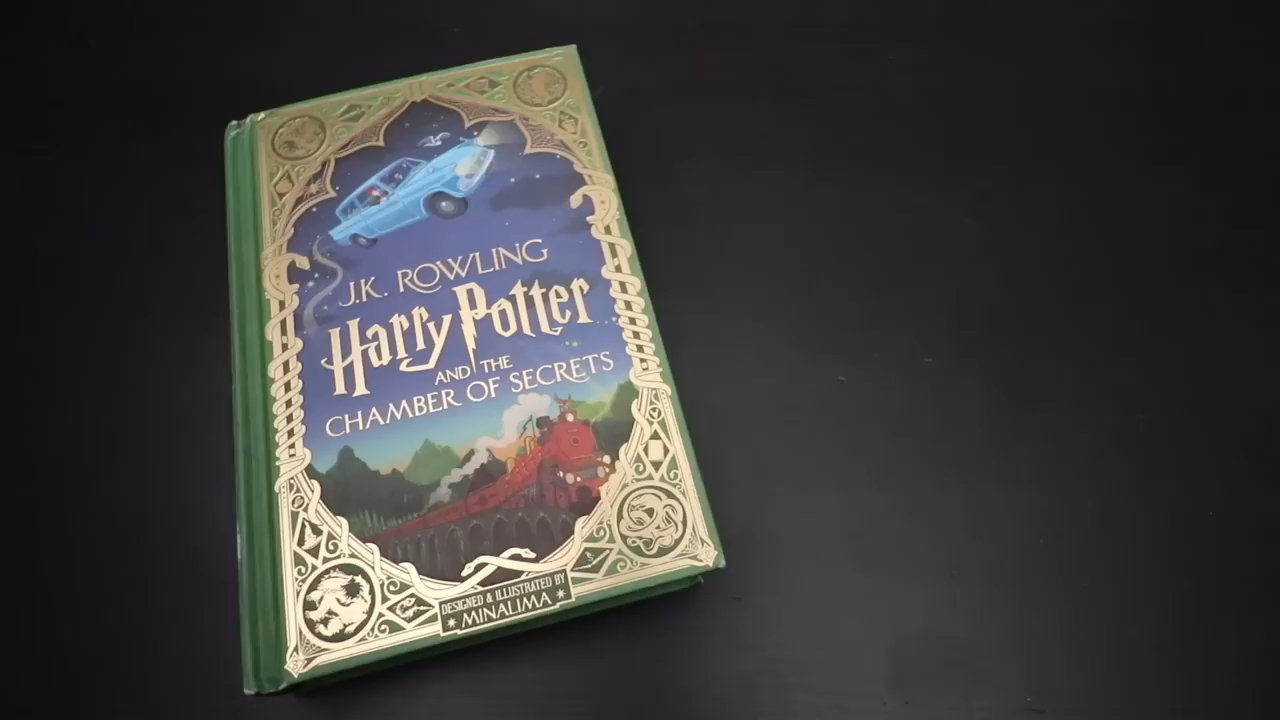 J.K. ROWLING
Harry Potter
AND THE
CHAMBER OF SECRETS
DESIGNED & ILLUSTRATED BY
* MINALIMA *